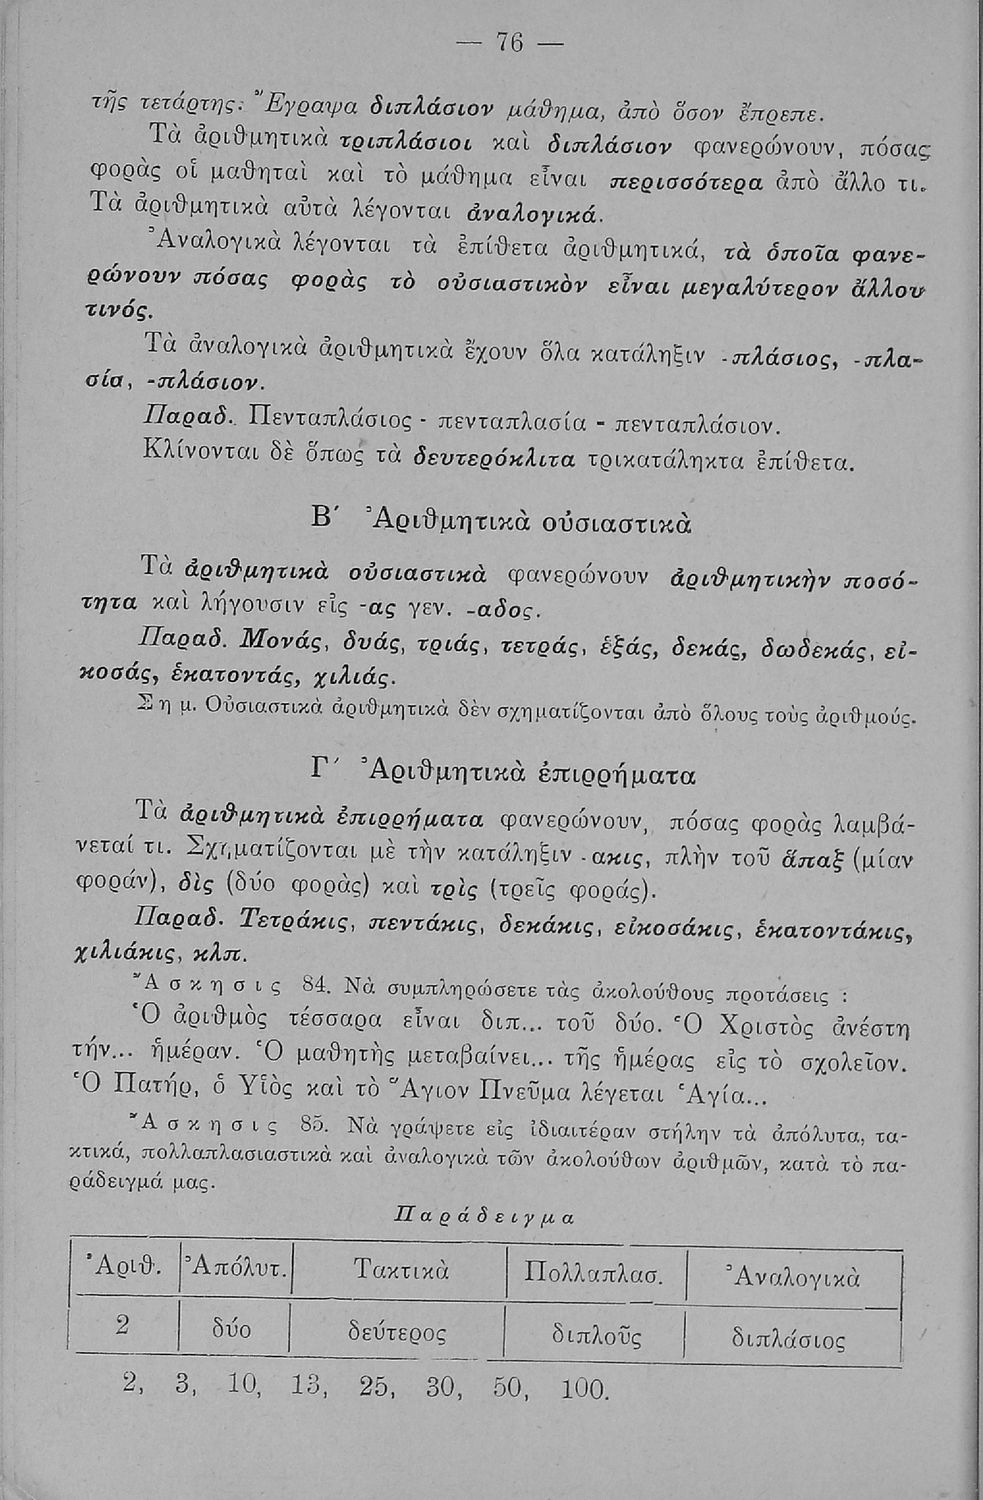 — 76 —
τῆς τετάρτης: Ἔγραψα διπλάσιον μάθημα, ἀπὸ ὅσον ἔπρεπε.
Τὰ ἀριθμητικὰ τριπλάσιοι καὶ διπλάσιον φανερώνουν, πόσας
φορὰς οἱ μαθηταὶ καὶ τὸ μάθημα εἶναι περισσότερα ἀπὸ ἄλλο τι.
Τὰ ἀριθμητικὰ αὐτὰ λέγονται ἀναλογικά.
Ἀναλογικὰ λέγονται τὰ ἐπίθετα ἀριθμητικά, τὰ ὁποῖα φανε-
ρώνουν πόσας φορὰς τὸ οὐσιαστικὸν εἶναι μεγαλύτερον ἄλλου
τινός.
Τὰ ἀναλογικὰ ἀριθμητικὰ ἔχουν ὅλα κατάληξιν -πλάσιος, -πλα-
σία, -πλάσιον.
Παραδ. Πενταπλάσιος - πενταπλασία - πενταπλάσιον.
Κλίνονται δὲ ὅπως τὰ δευτερόκλιτα τρικατάληκτα ἐπίθετα.
Β΄ Ἀριθμητικὰ οὐσιαστικὰ
Τὰ ἀριθμητικὰ οὐσιαστικὰ φανερώνουν ἀριθμητικὴν ποσό-
τητα καὶ λήγουσιν εἰς -ας γεν. -αδος.
Παραδ. Μονάς, δυάς, τριάς, τετράς, ἑξάς, δεκάς, δωδεκάς, εἰ-
κοσάς, ἑκατοντάς, χιλιάς.
Σημ. Οὐσιαστικὰ ἀριθμητικὰ δὲν σχηματίζονται ἀπὸ ὅλους τοὺς ἀριθμούς.
Γ΄ Ἀριθμητικὰ ἐπιρρήματα
Τὰ ἀριθμητικὰ ἐπιρρήματα φανερώνουν, πόσας φορὰς λαμβά-
νεταί τι. Σχηματίζονται μὲ τὴν κατάληξιν -ακις, πλὴν τοῦ ἅπαξ (μίαν
φοράν), δὶς (δύο φορὰς) καὶ τρὶς (τρεῖς φοράς).
Παραδ. Τετράκις, πεντάκις, δεκάκις, εἰκοσάκις, ἑκατοντάκις,
χιλιάκις, κλπ.
Ἄσκησις 84. Νὰ συμπληρώσετε τὰς ἀκολούθους προτάσεις :
Ὁ ἀριθμὸς τέσσαρα εἶναι διπ... τοῦ δύο. Ὁ Χριστὸς ἀνέστη
τήν... ἡμέραν. Ὁ μαθητὴς μεταβαίνει... τῆς ἡμέρας εἰς τὸ σχολεῖον.
Ὁ Πατήρ, ὁ Υἱὸς καὶ τὸ Ἅγιον Πνεῦμα λέγεται Ἁγία...
Ἄσκησις 85. Νὰ γράψετε εἰς ἰδιαιτέραν στήλην τὰ ἀπόλυτα, τα-
κτικά, πολλαπλασιαστικὰ καὶ ἀναλογικὰ τῶν ἀκολούθων ἀριθμῶν, κατὰ τὸ πα-
ράδειγμά μας.
Παράδειγμα
Ἀριθ. Ἀπόλυτ. Τακτικὰ Πολλαπλασ. Ἀναλογικὰ
2 δύο δεύτερος διπλοῦς διπλάσιος
2, 3, 10, 13, 25, 30, 50, 100.